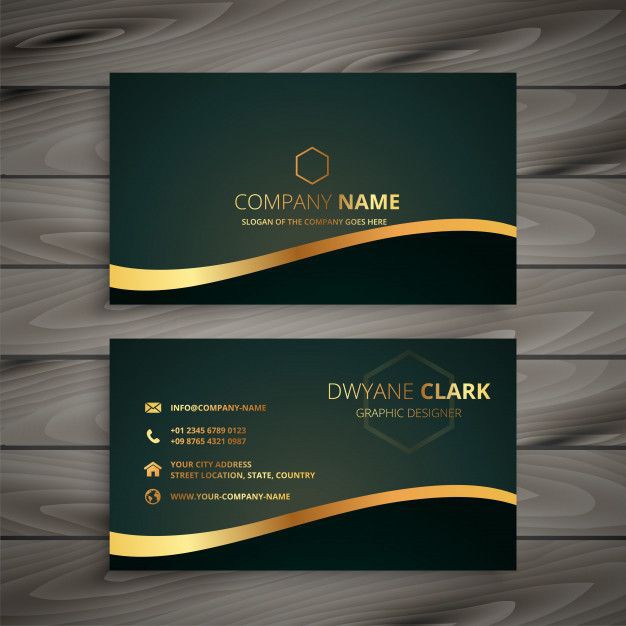 COMPANY NAME
SLOGAN OF THE COMPANY GOES HERE
DWYANE CLARK
GRAPHIC DESIGNER
INFO@COMPANY-NAME
+01 2345 6789 0123
+09 8765 4321 0987
YOUR CITY ADDRESS
STREET LOCATION, STATE, COUNTRY
WWW.YOUR-COMPANY-NAME